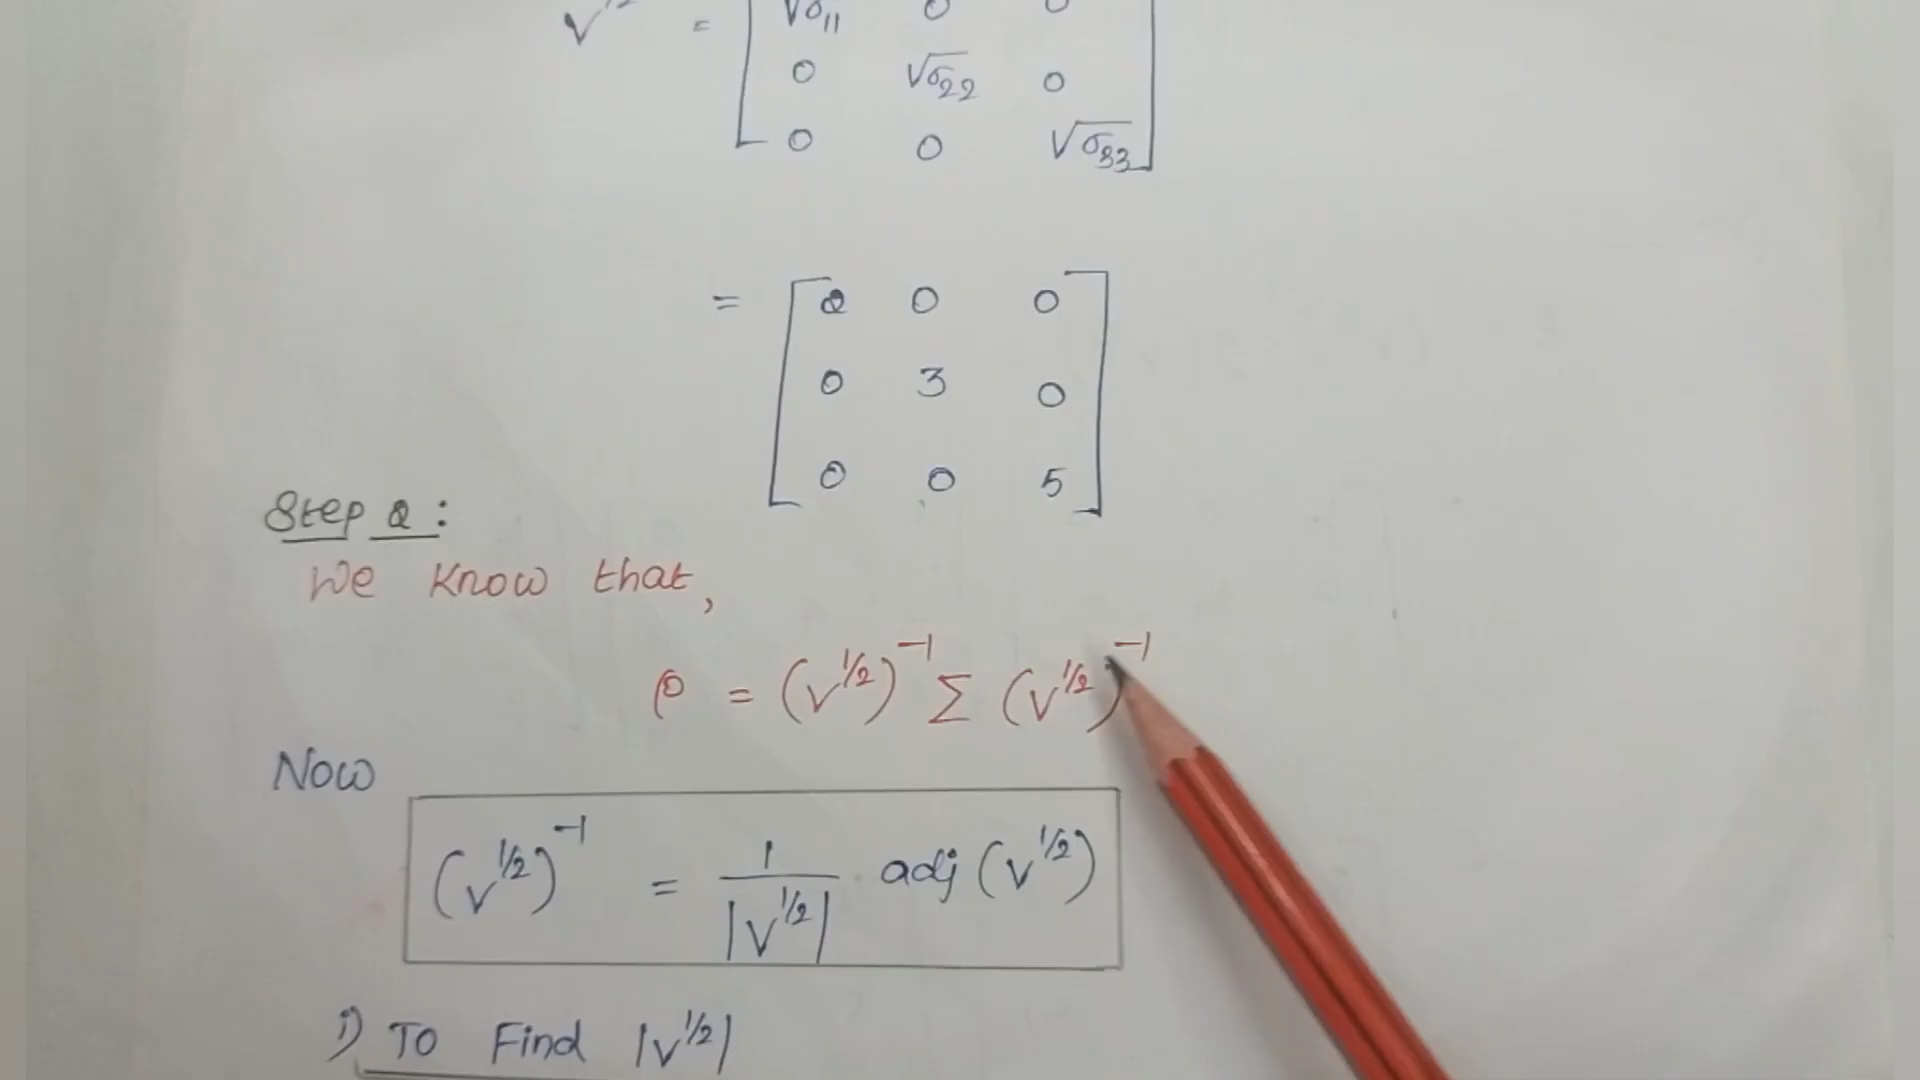 V^1/2 = [ √σ11 0 0
0 √σ22 0
0 0 √σ33 ]
= [ 2 0 0
0 3 0
0 0 5 ]
Step 2:
We know that,
ρ = (V^1/2)^-1 Σ (V^1/2)^-1
Now
(V^1/2)^-1 = 1/|V^1/2| adj (V^1/2)
i) To Find |V^1/2|